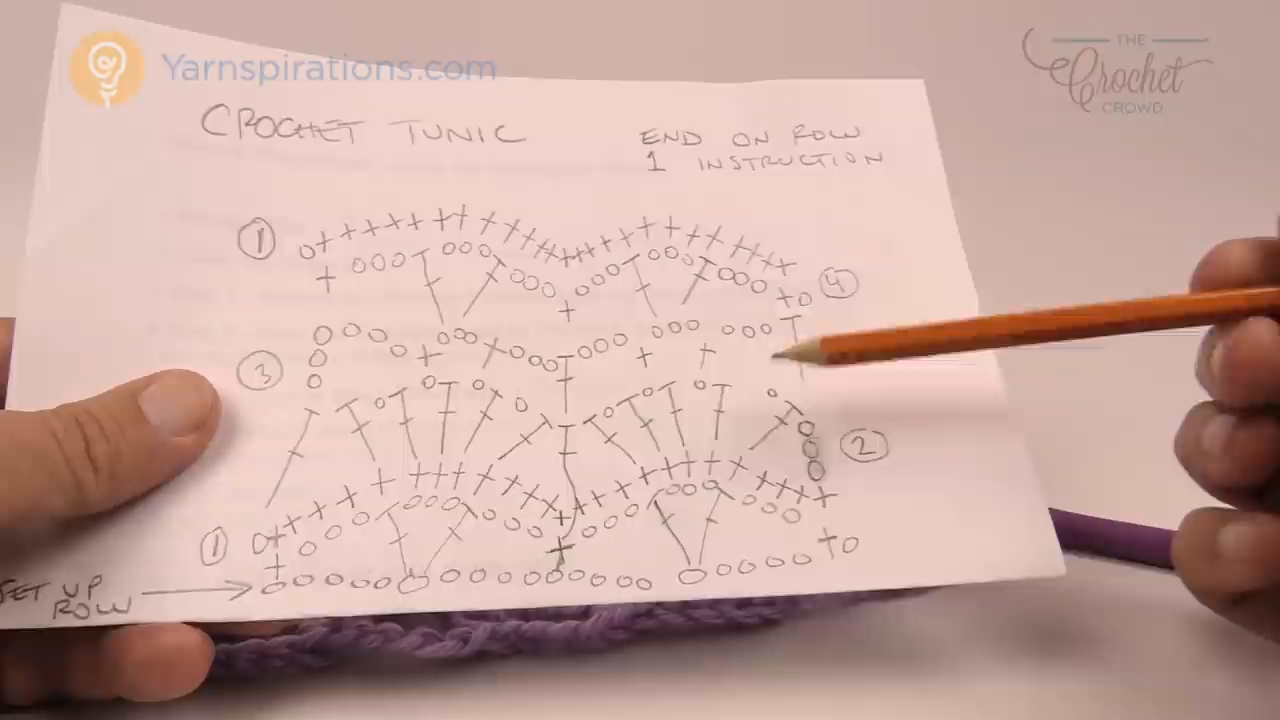 Yarnspirations.com
THE
Crochet
CROWD
CROCHET TUNIC
END ON ROW
1 INSTRUCTION
1
4
3
2
1
SET UP
ROW